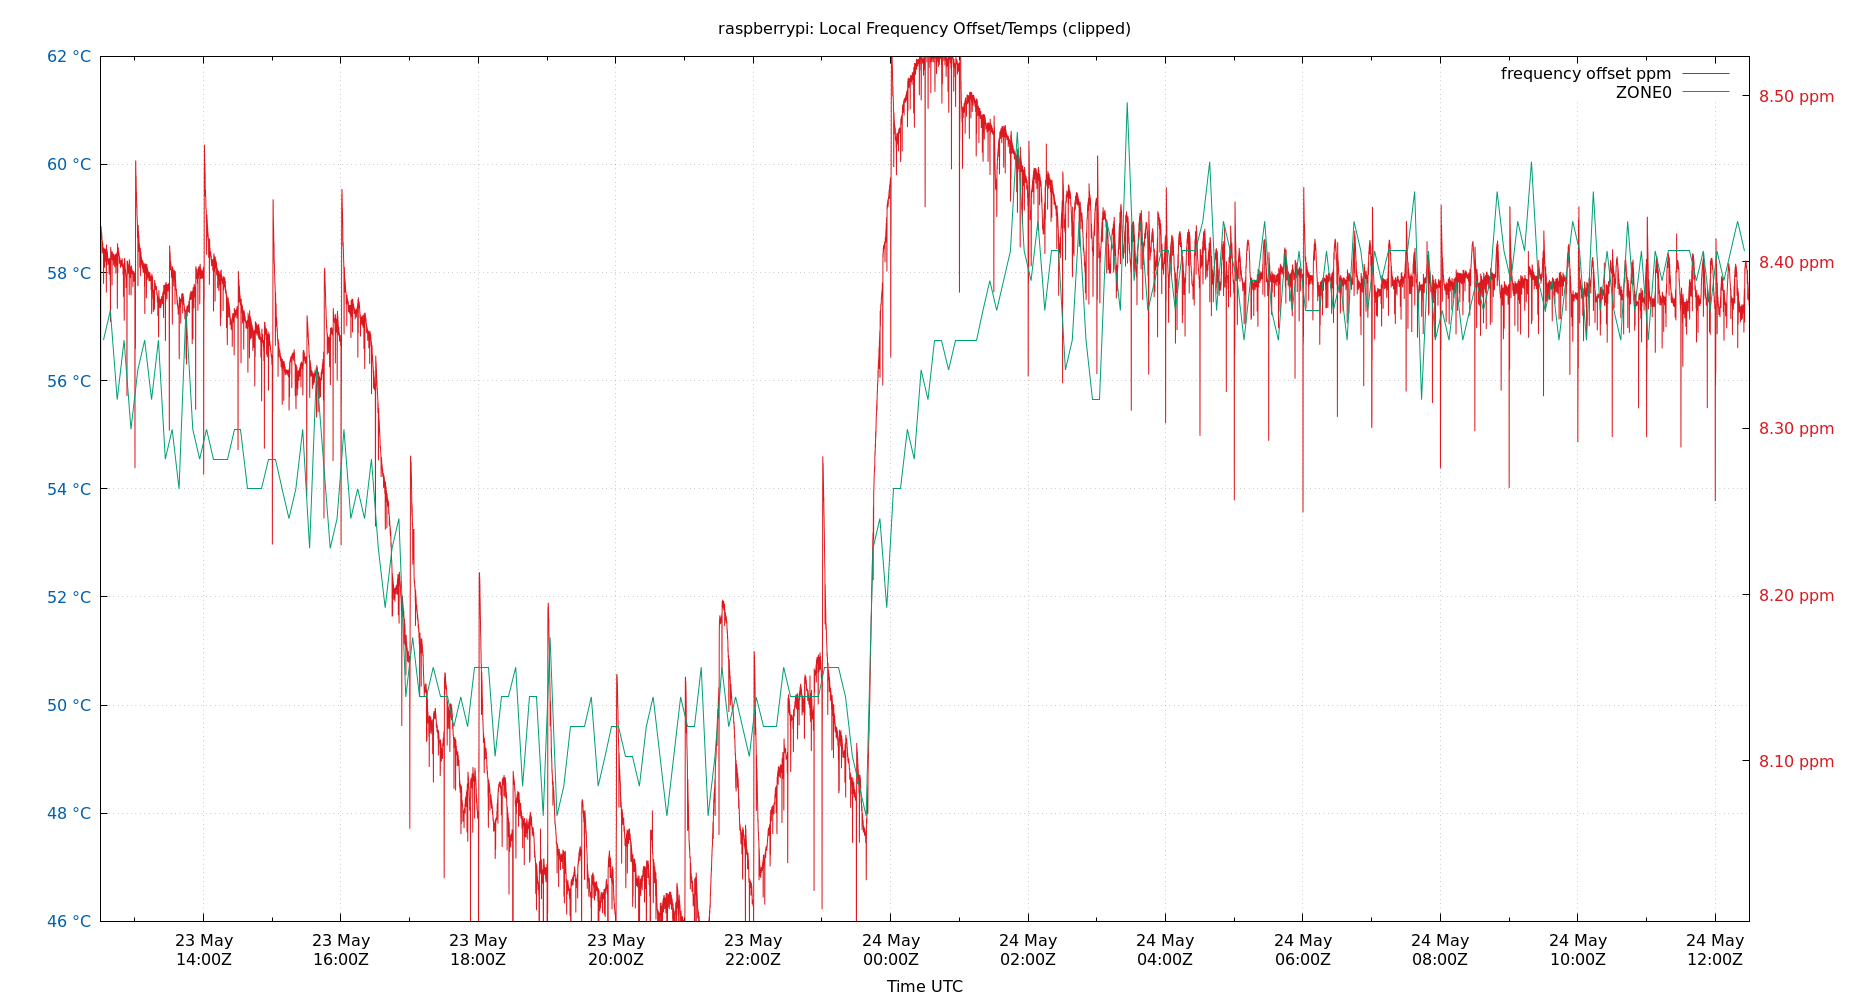 raspberrypi: Local Frequency Offset/Temps (clipped)
62 °C
60 °C
58 °C
56 °C
54 °C
52 °C
50 °C
48 °C
46 °C
frequency offset ppm
ZONE0
8.50 ppm
8.40 ppm
8.30 ppm
8.20 ppm
8.10 ppm
23 May 23 May 23 May 23 May 23 May 24 May 24 May 24 May 24 May 24 May 24 May 24 May
14:00Z 16:00Z 18:00Z 20:00Z 22:00Z 00:00Z 02:00Z 04:00Z 06:00Z 08:00Z 10:00Z 12:00Z
Time UTC